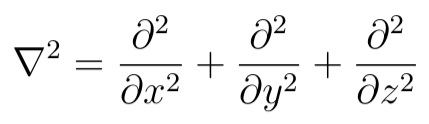 ∇² = ∂²/∂x² + ∂²/∂y² + ∂²/∂z²